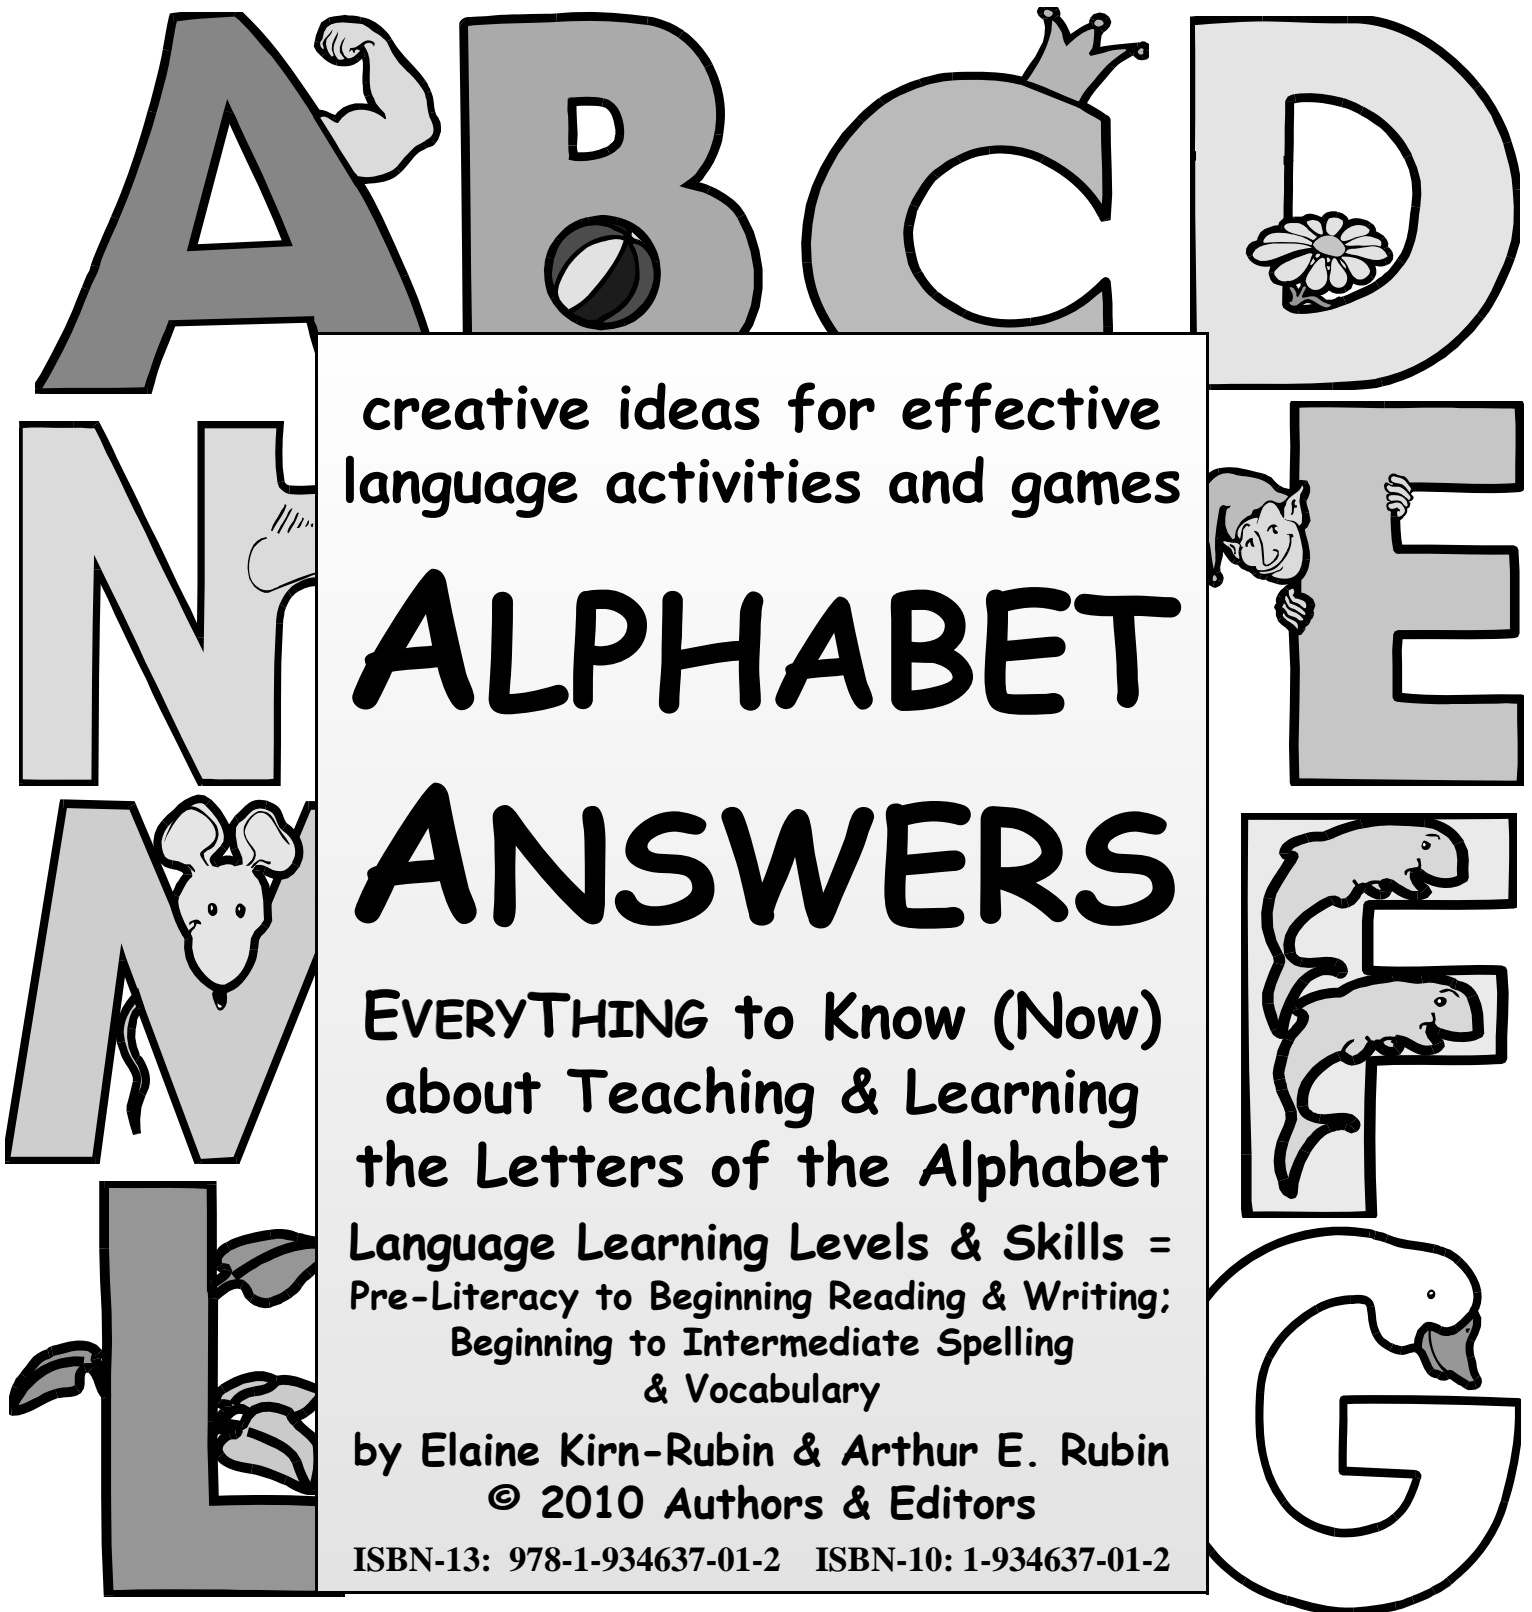 A B C D
creative ideas for effective
language activities and games
N
E
ALPHABET
ANSWERS
M
F
EVERYTHING to Know (Now)
about Teaching & Learning
the Letters of the Alphabet
L
G
Language Learning Levels & Skills =
Pre-Literacy to Beginning Reading & Writing;
Beginning to Intermediate Spelling
& Vocabulary
by Elaine Kirn-Rubin & Arthur E. Rubin
© 2010 Authors & Editors
ISBN-13: 978-1-934637-01-2 ISBN-10: 1-934637-01-2